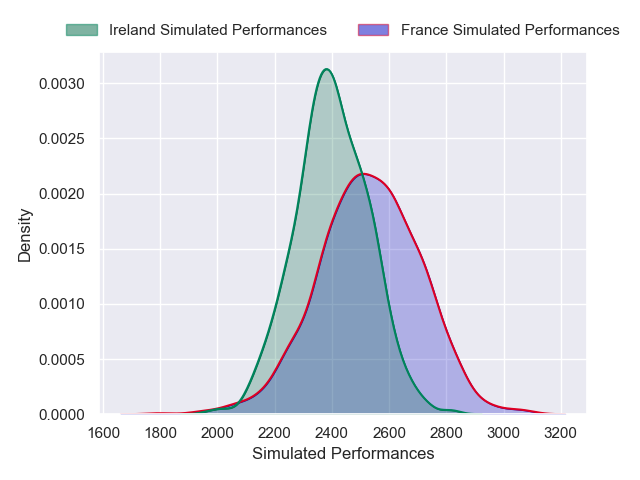 Ireland Simulated Performances France Simulated Performances
0.0030
0.0025
0.0020
0.0015
0.0010
0.0005
0.0000
Density
1600 1800 2000 2200 2400 2600 2800 3000 3200
Simulated Performances